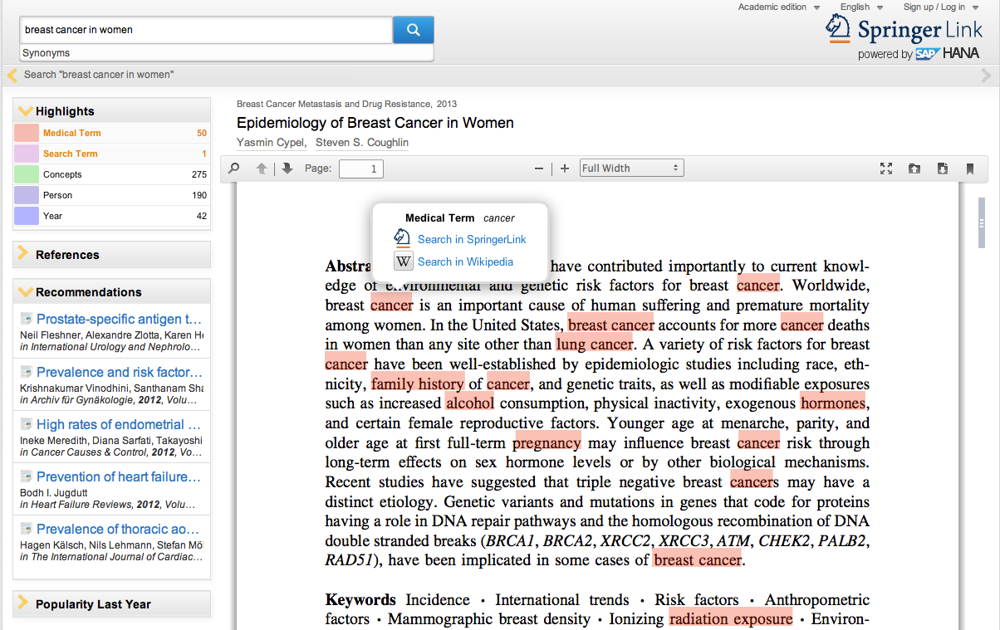 Academic edition English Sign up / Log in
breast cancer in women
Synonyms
Springer Link
powered by SAP HANA
Search "breast cancer in women"
Highlights
Medical Term 50
Search Term 1
Concepts 275
Person 190
Year 42
References
Recommendations
Prostate-specific antigen t…
Neil Fleshner, Alexandre Zlotta, Karen He
in International Urology and Nephrolo…
Prevalence and risk factor…
Krishnakumar Vinodhini, Santhanam Sha
in Archiv für Gynäkologie, 2012, Volu…
High rates of endometrial …
Ineke Meredith, Diana Sarfati, Takayoshi
in Cancer Causes & Control, 2012, Vo…
Prevention of heart failure…
Bodh I. Jugdutt
in Heart Failure Reviews, 2012, Volu…
Prevalence of thoracic ao…
Hagen Kälsch, Nils Lehmann, Stefan Möl
in The International Journal of Cardiac…
Popularity Last Year
Breast Cancer Metastasis and Drug Resistance, 2013
Epidemiology of Breast Cancer in Women
Yasmin Cypel, Steven S. Coughlin
Page: 1 Full Width
Medical Term cancer
Search in SpringerLink
W Search in Wikipedia
Abstra have contributed importantly to current knowl-
edge of environmental and genetic risk factors for breast cancer. Worldwide,
breast cancer is an important cause of human suffering and premature mortality
among women. In the United States, breast cancer accounts for more cancer deaths
in women than any site other than lung cancer. A variety of risk factors for breast
cancer have been well-established by epidemiologic studies including race, eth-
nicity, family history of cancer, and genetic traits, as well as modifiable exposures
such as increased alcohol consumption, physical inactivity, exogenous hormones,
and certain female reproductive factors. Younger age at menarche, parity, and
older age at first full-term pregnancy may influence breast cancer risk through
long-term effects on sex hormone levels or by other biological mechanisms.
Recent studies have suggested that triple negative breast cancers may have a
distinct etiology. Genetic variants and mutations in genes that code for proteins
having a role in DNA repair pathways and the homologous recombination of DNA
double stranded breaks (BRCA1, BRCA2, XRCC2, XRCC3, ATM, CHEK2, PALB2,
RAD51), have been implicated in some cases of breast cancer.
Keywords Incidence • International trends • Risk factors • Anthropometric
factors • Mammographic breast density • Ionizing radiation exposure • Environ-